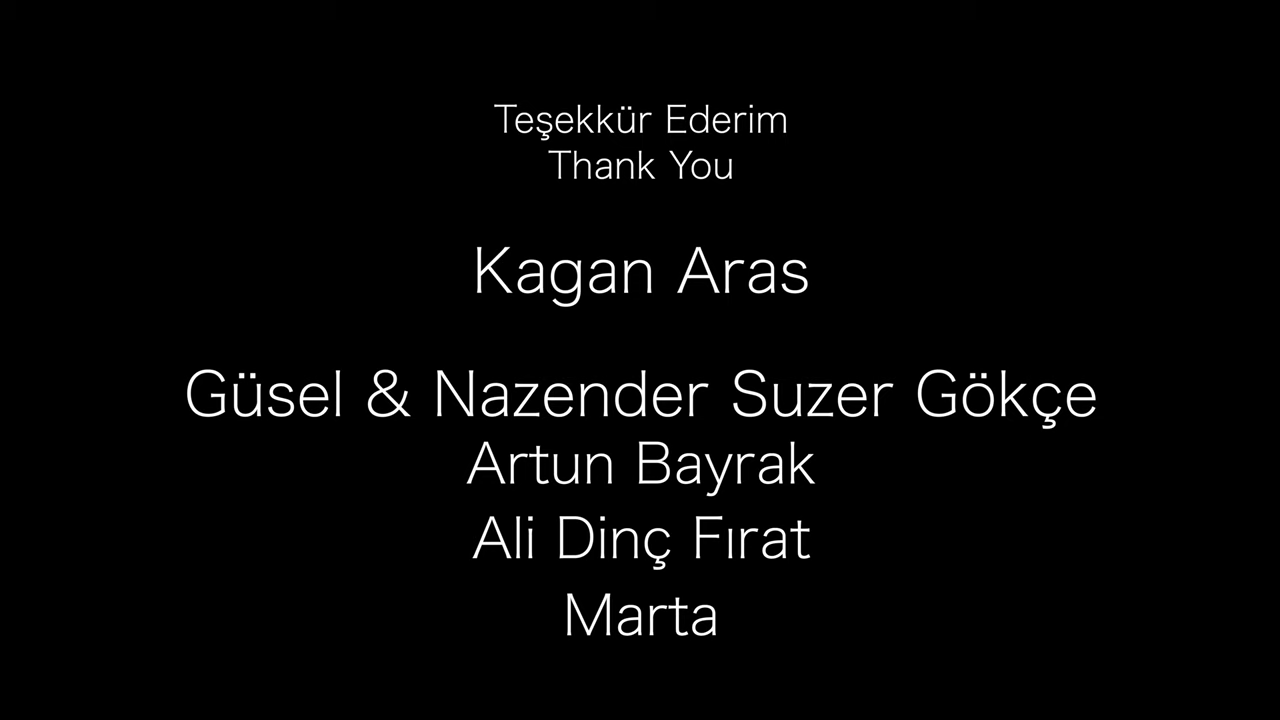 Teşekkür Ederim
Thank You
Kagan Aras
Güsel & Nazender Suzer Gökçe
Artun Bayrak
Ali Dinç Fırat
Marta